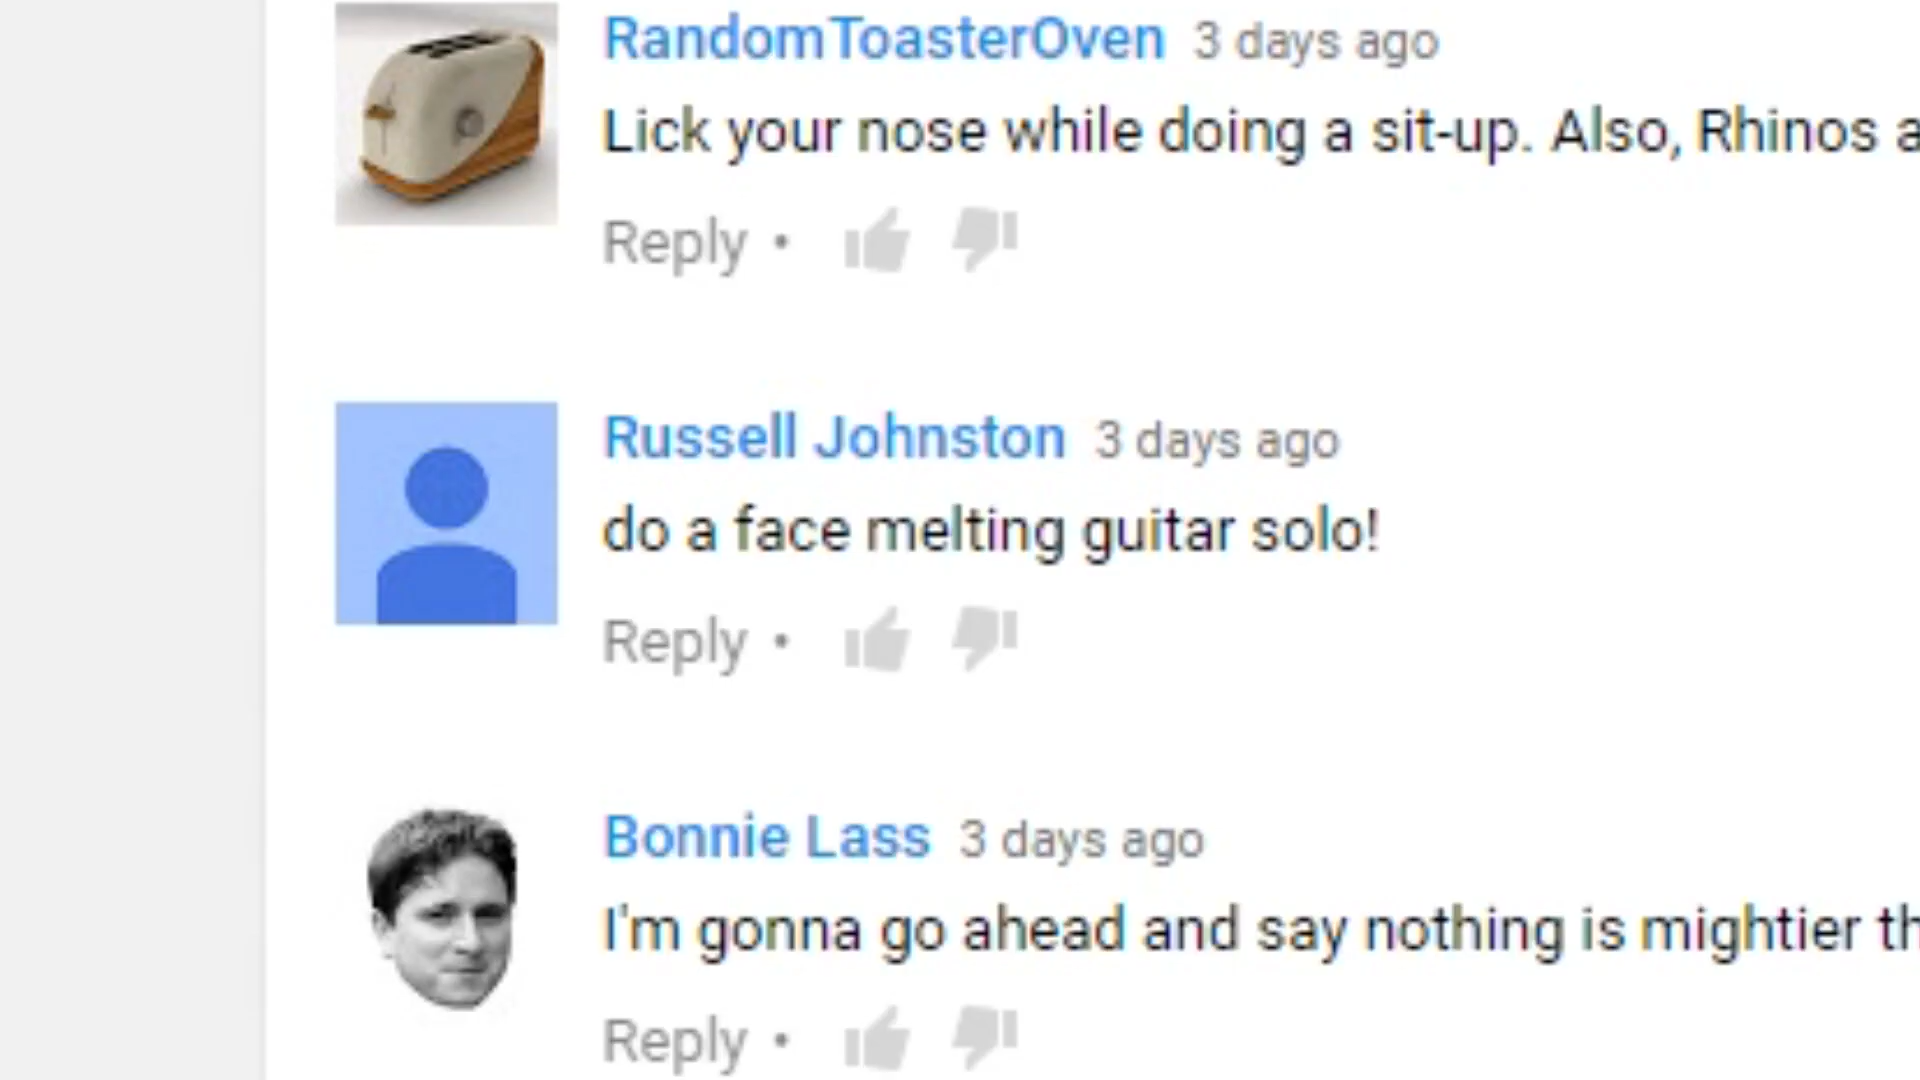 RandomToasterOven 3 days ago
Lick your nose while doing a sit-up. Also, Rhinos
Reply •
Russell Johnston 3 days ago
do a face melting guitar solo!
Reply •
Bonnie Lass 3 days ago
I'm gonna go ahead and say nothing is mightier
Reply •